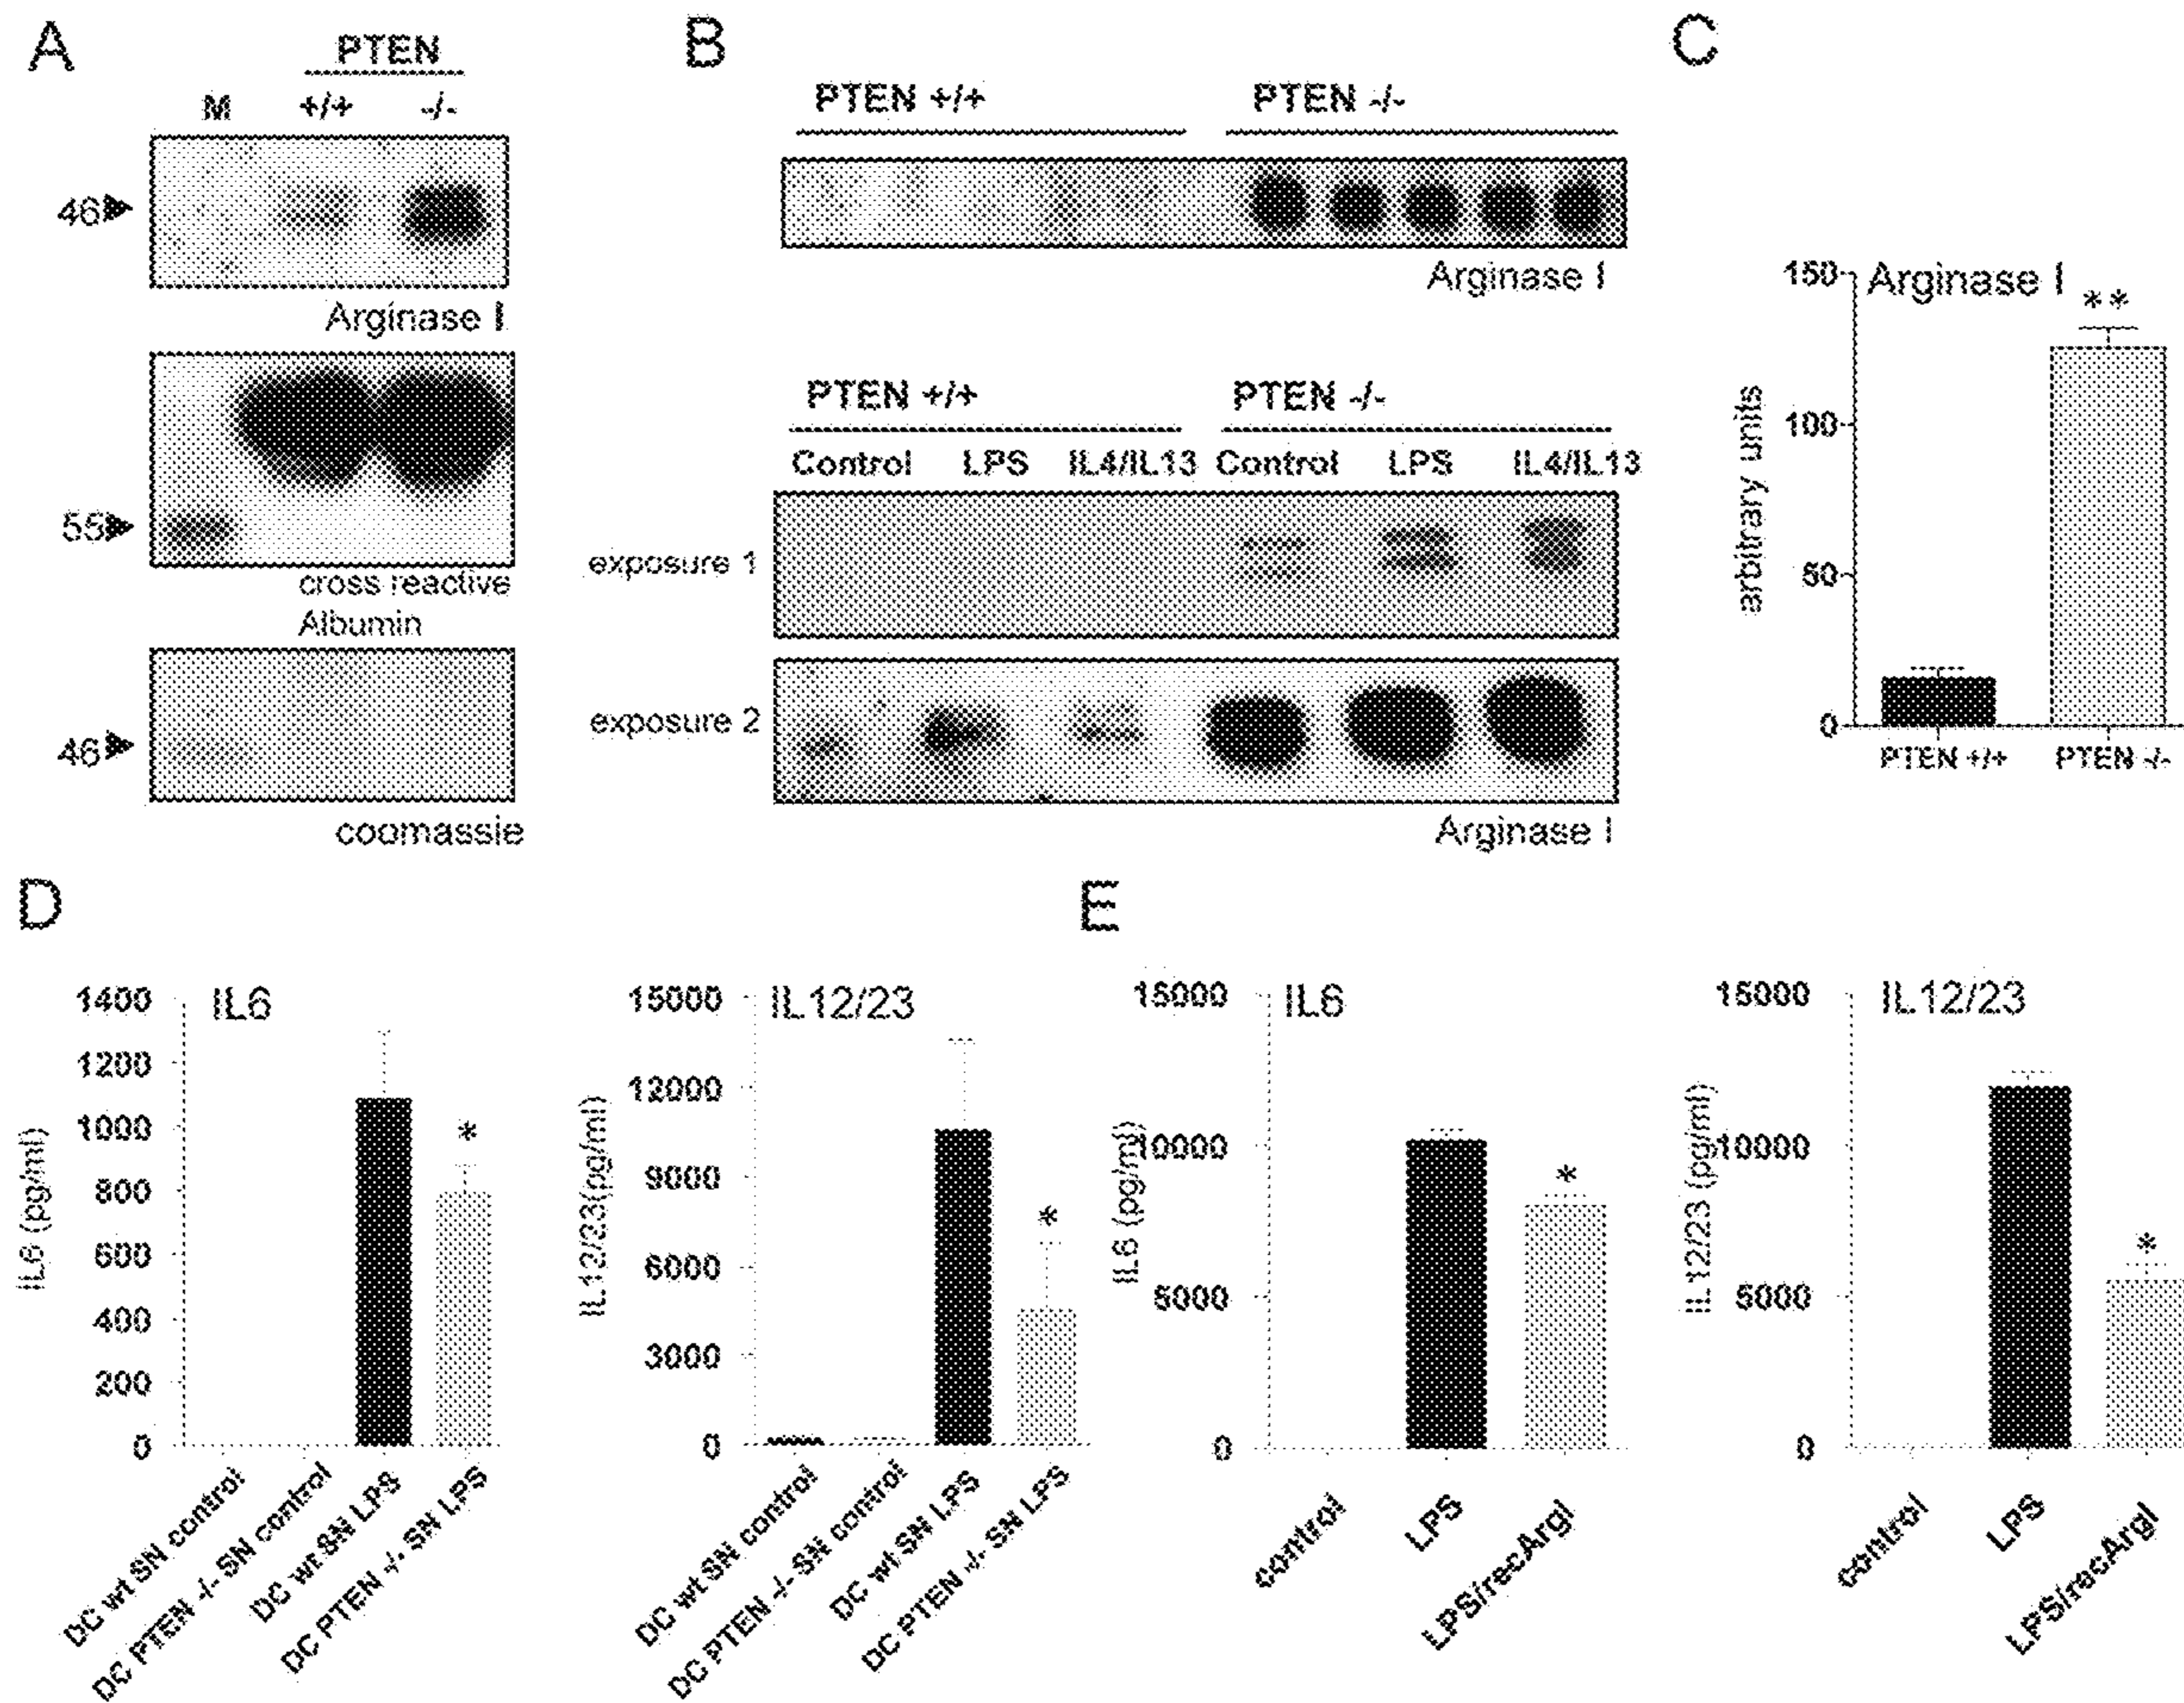 A
PTEN
M +/+ -/-
46
Arginase I
55
cross reactive
Albumin
46
coomassie
B
PTEN +/+ PTEN -/-
Arginase I
PTEN +/+ PTEN -/-
Control LPS IL4/IL13 Control LPS IL4/IL13
exposure 1
exposure 2
Arginase I
C
Arginase I
**
arbitrary units
150
100
50
0
PTEN +/+ PTEN -/-
D
IL6
IL6 (pg/ml)
1400
1200
1000
800
600
400
200
0
*
DC wt SN control
DC PTEN -/- SN control
DC wt SN LPS
DC PTEN -/- SN LPS
IL12/23
IL12/23(pg/ml)
15000
12000
9000
6000
3000
0
*
DC wt SN control
DC PTEN -/- SN control
DC wt SN LPS
DC PTEN -/- SN LPS
E
IL6
IL6 (pg/ml)
15000
10000
5000
0
*
control
LPS
LPS/recArgI
IL12/23
IL12/23 (pg/ml)
15000
10000
5000
0
*
control
LPS
LPS/recArgI